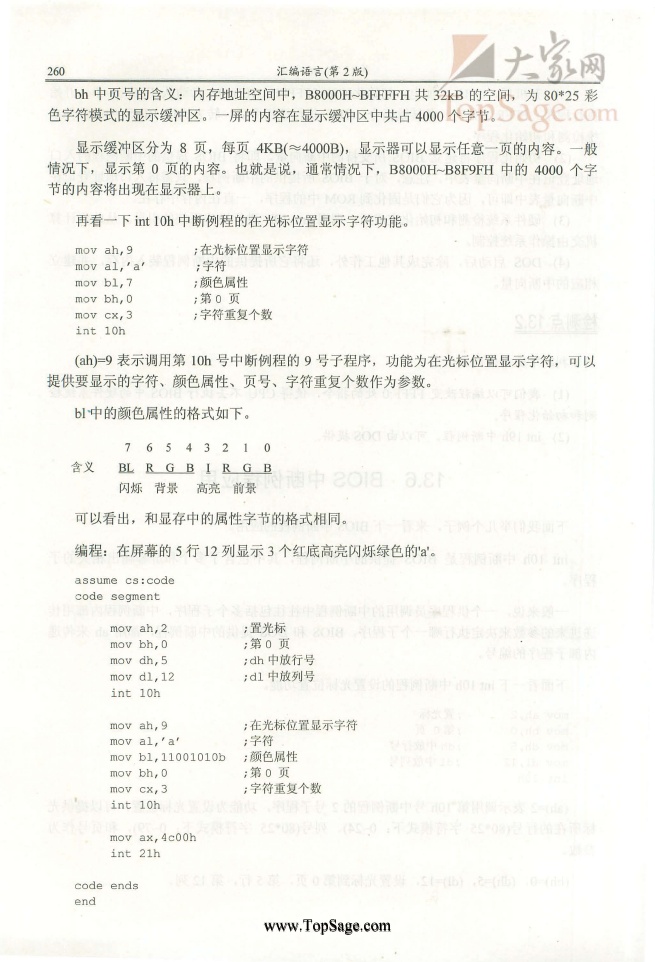 大家网
TopSage.com
260 汇编语言(第 2 版)
bh 中页号的含义：内存地址空间中，B8000H~BFFFFH 共 32kB 的空间，为 80*25 彩
色字符模式的显示缓冲区。一屏的内容在显示缓冲区中共占 4000 个字节。
显示缓冲区分为 8 页，每页 4KB(≈4000B)，显示器可以显示任意一页的内容。一般
情况下，显示第 0 页的内容。也就是说，通常情况下，B8000H~B8F9FH 中的 4000 个字
节的内容将出现在显示器上。
再看一下 int 10h 中断例程的在光标位置显示字符功能。
mov ah,9 ;在光标位置显示字符
mov al,'a' ;字符
mov bl,7 ;颜色属性
mov bh,0 ;第 0 页
mov cx,3 ;字符重复个数
int 10h
(ah)=9 表示调用第 10h 号中断例程的 9 号子程序，功能为在光标位置显示字符，可以
提供要显示的字符、颜色属性、页号、字符重复个数作为参数。
bl 中的颜色属性的格式如下。
7 6 5 4 3 2 1 0
含义 BL R G B I R G B
闪烁 背景 高亮 前景
可以看出，和显存中的属性字节的格式相同。
编程：在屏幕的 5 行 12 列显示 3 个红底高亮闪烁绿色的'a'。
assume cs:code
code segment
mov ah,2 ;置光标
mov bh,0 ;第 0 页
mov dh,5 ;dh 中放行号
mov dl,12 ;dl 中放列号
int 10h
mov ah,9 ;在光标位置显示字符
mov al,'a' ;字符
mov bl,11001010b ;颜色属性
mov bh,0 ;第 0 页
mov cx,3 ;字符重复个数
int 10h
mov ax,4c00h
int 21h
code ends
end
www.TopSage.com